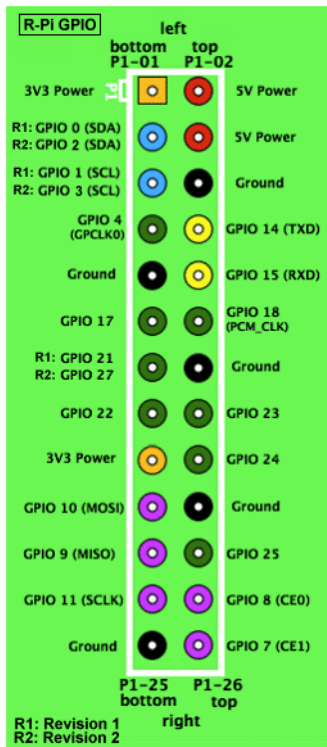 R-Pi GPIO
left
bottom top
P1-01 P1-02
3V3 Power P1 5V Power
R1: GPIO 0 (SDA)
R2: GPIO 2 (SDA) 5V Power
R1: GPIO 1 (SCL)
R2: GPIO 3 (SCL) Ground
GPIO 4
(GPCLK0) GPIO 14 (TXD)
Ground GPIO 15 (RXD)
GPIO 17 GPIO 18
(PCM_CLK)
R1: GPIO 21
R2: GPIO 27 Ground
GPIO 22 GPIO 23
3V3 Power GPIO 24
GPIO 10 (MOSI) Ground
GPIO 9 (MISO) GPIO 25
GPIO 11 (SCLK) GPIO 8 (CE0)
Ground GPIO 7 (CE1)
P1-25 P1-26
bottom top
right
R1: Revision 1
R2: Revision 2